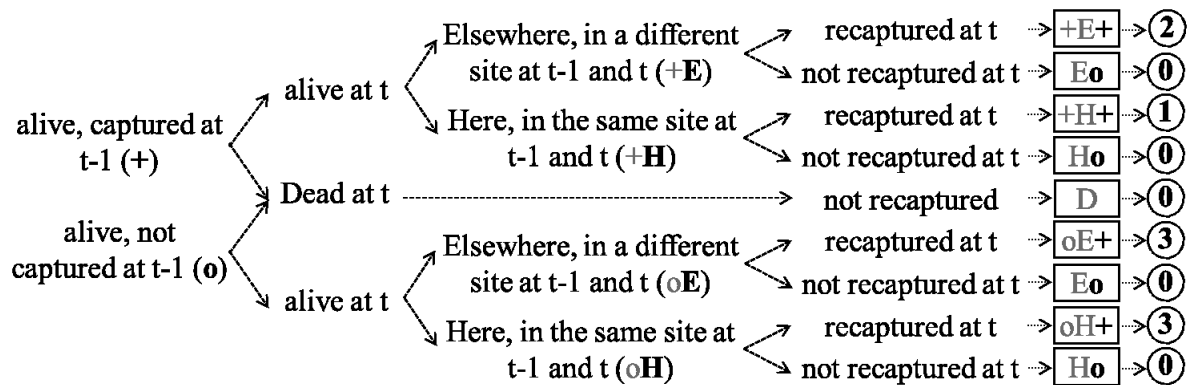 Elsewhere, in a different
site at t-1 and t (+E)
recaptured at t
+E+
2
not recaptured at t
Eo
0
alive at t
Here, in the same site at
t-1 and t (+H)
recaptured at t
+H+
1
not recaptured at t
Ho
0
alive, captured at
t-1 (+)
Dead at t
not recaptured
D
0
alive, not
captured at t-1 (o)
Elsewhere, in a different
site at t-1 and t (oE)
recaptured at t
oE+
3
not recaptured at t
Eo
0
alive at t
Here, in the same site at
t-1 and t (oH)
recaptured at t
oH+
3
not recaptured at t
Ho
0